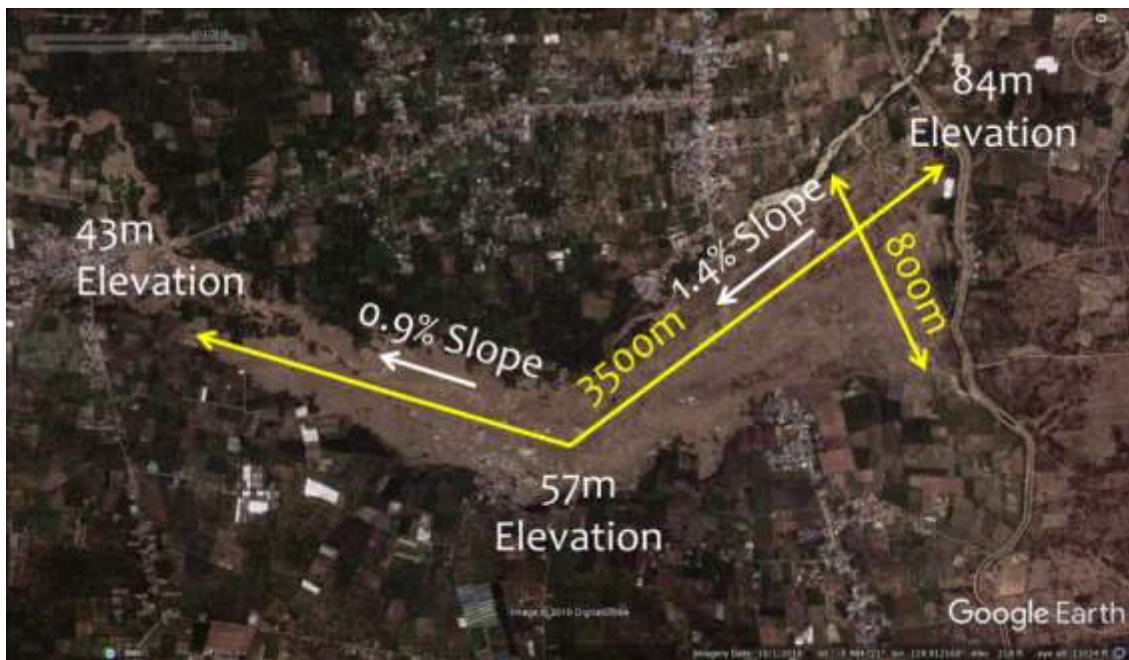 84m
Elevation
43m
Elevation
1.4% Slope
800m
0.9% Slope
3500m
57m
Elevation
Google Earth